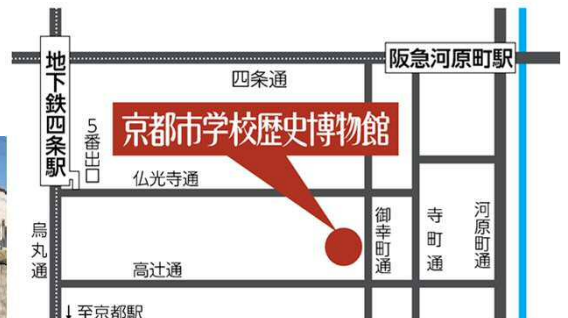 地下鉄四条駅
阪急河原町駅
四条通
5番出口
京都市学校歴史博物館
仏光寺通
烏丸通
御幸町通
寺町通
河原町通
高辻通
↓至京都駅